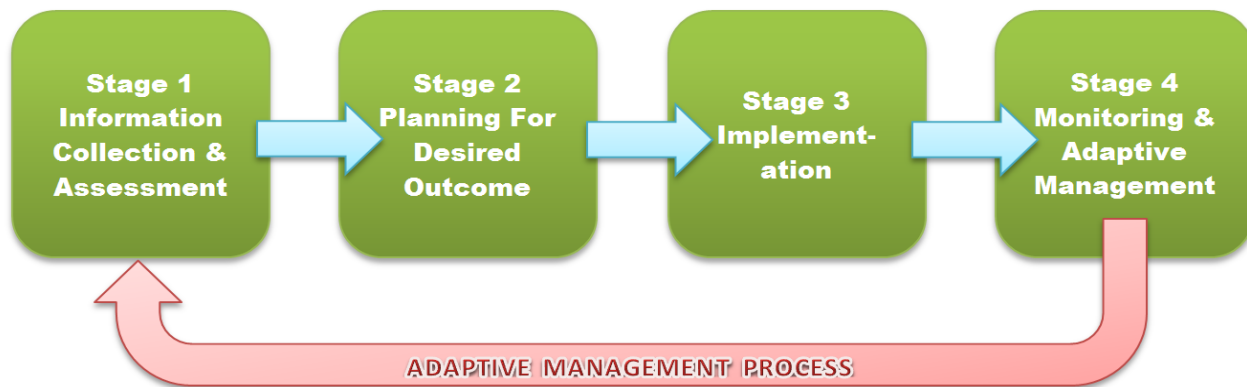 Stage 1
Information
Collection &
Assessment
Stage 2
Planning For
Desired
Outcome
Stage 3
Implement-
ation
Stage 4
Monitoring &
Adaptive
Management
ADAPTIVE MANAGEMENT PROCESS